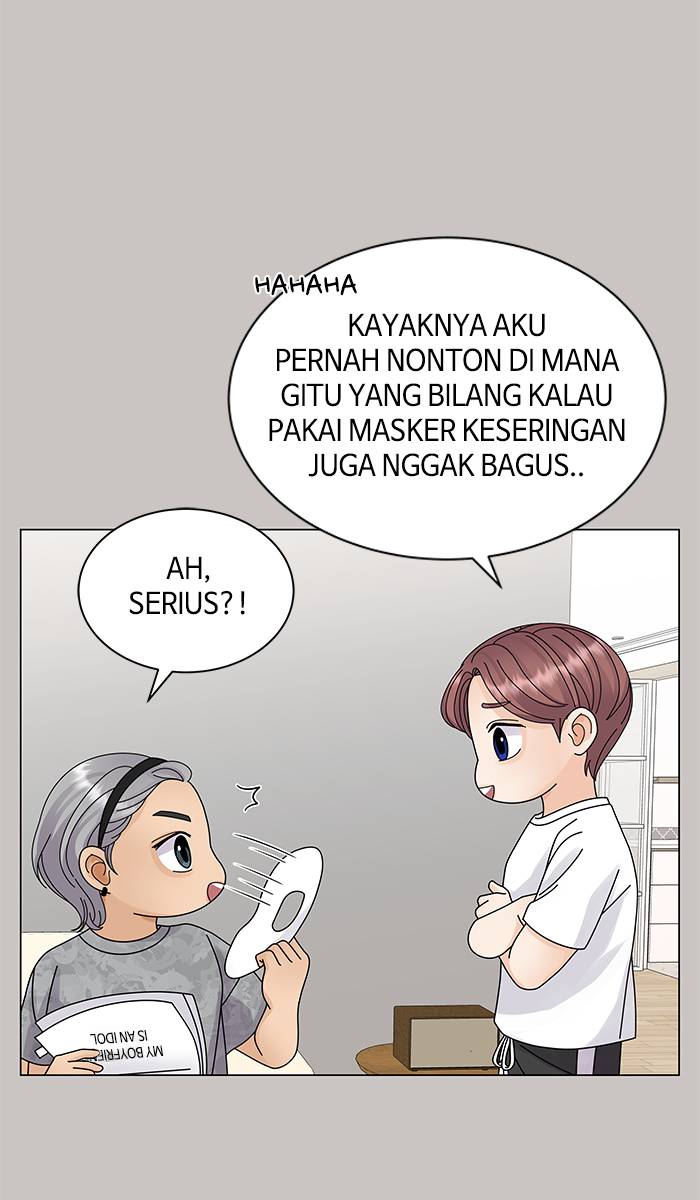 HAHAHA
KAYAKNYA AKU
PERNAH NONTON DI MANA
GITU YANG BILANG KALAU
PAKAI MASKER KESERINGAN
JUGA NGGAK BAGUS..
AH,
SERIUS?!
MY BOYFRIEND
IS AN IDOL